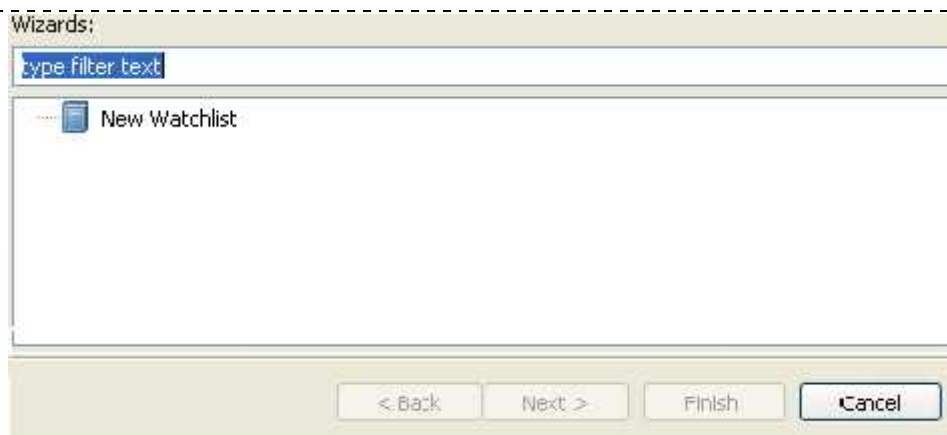 Wizards:
type filter text
New Watchlist
< Back Next > Finish Cancel